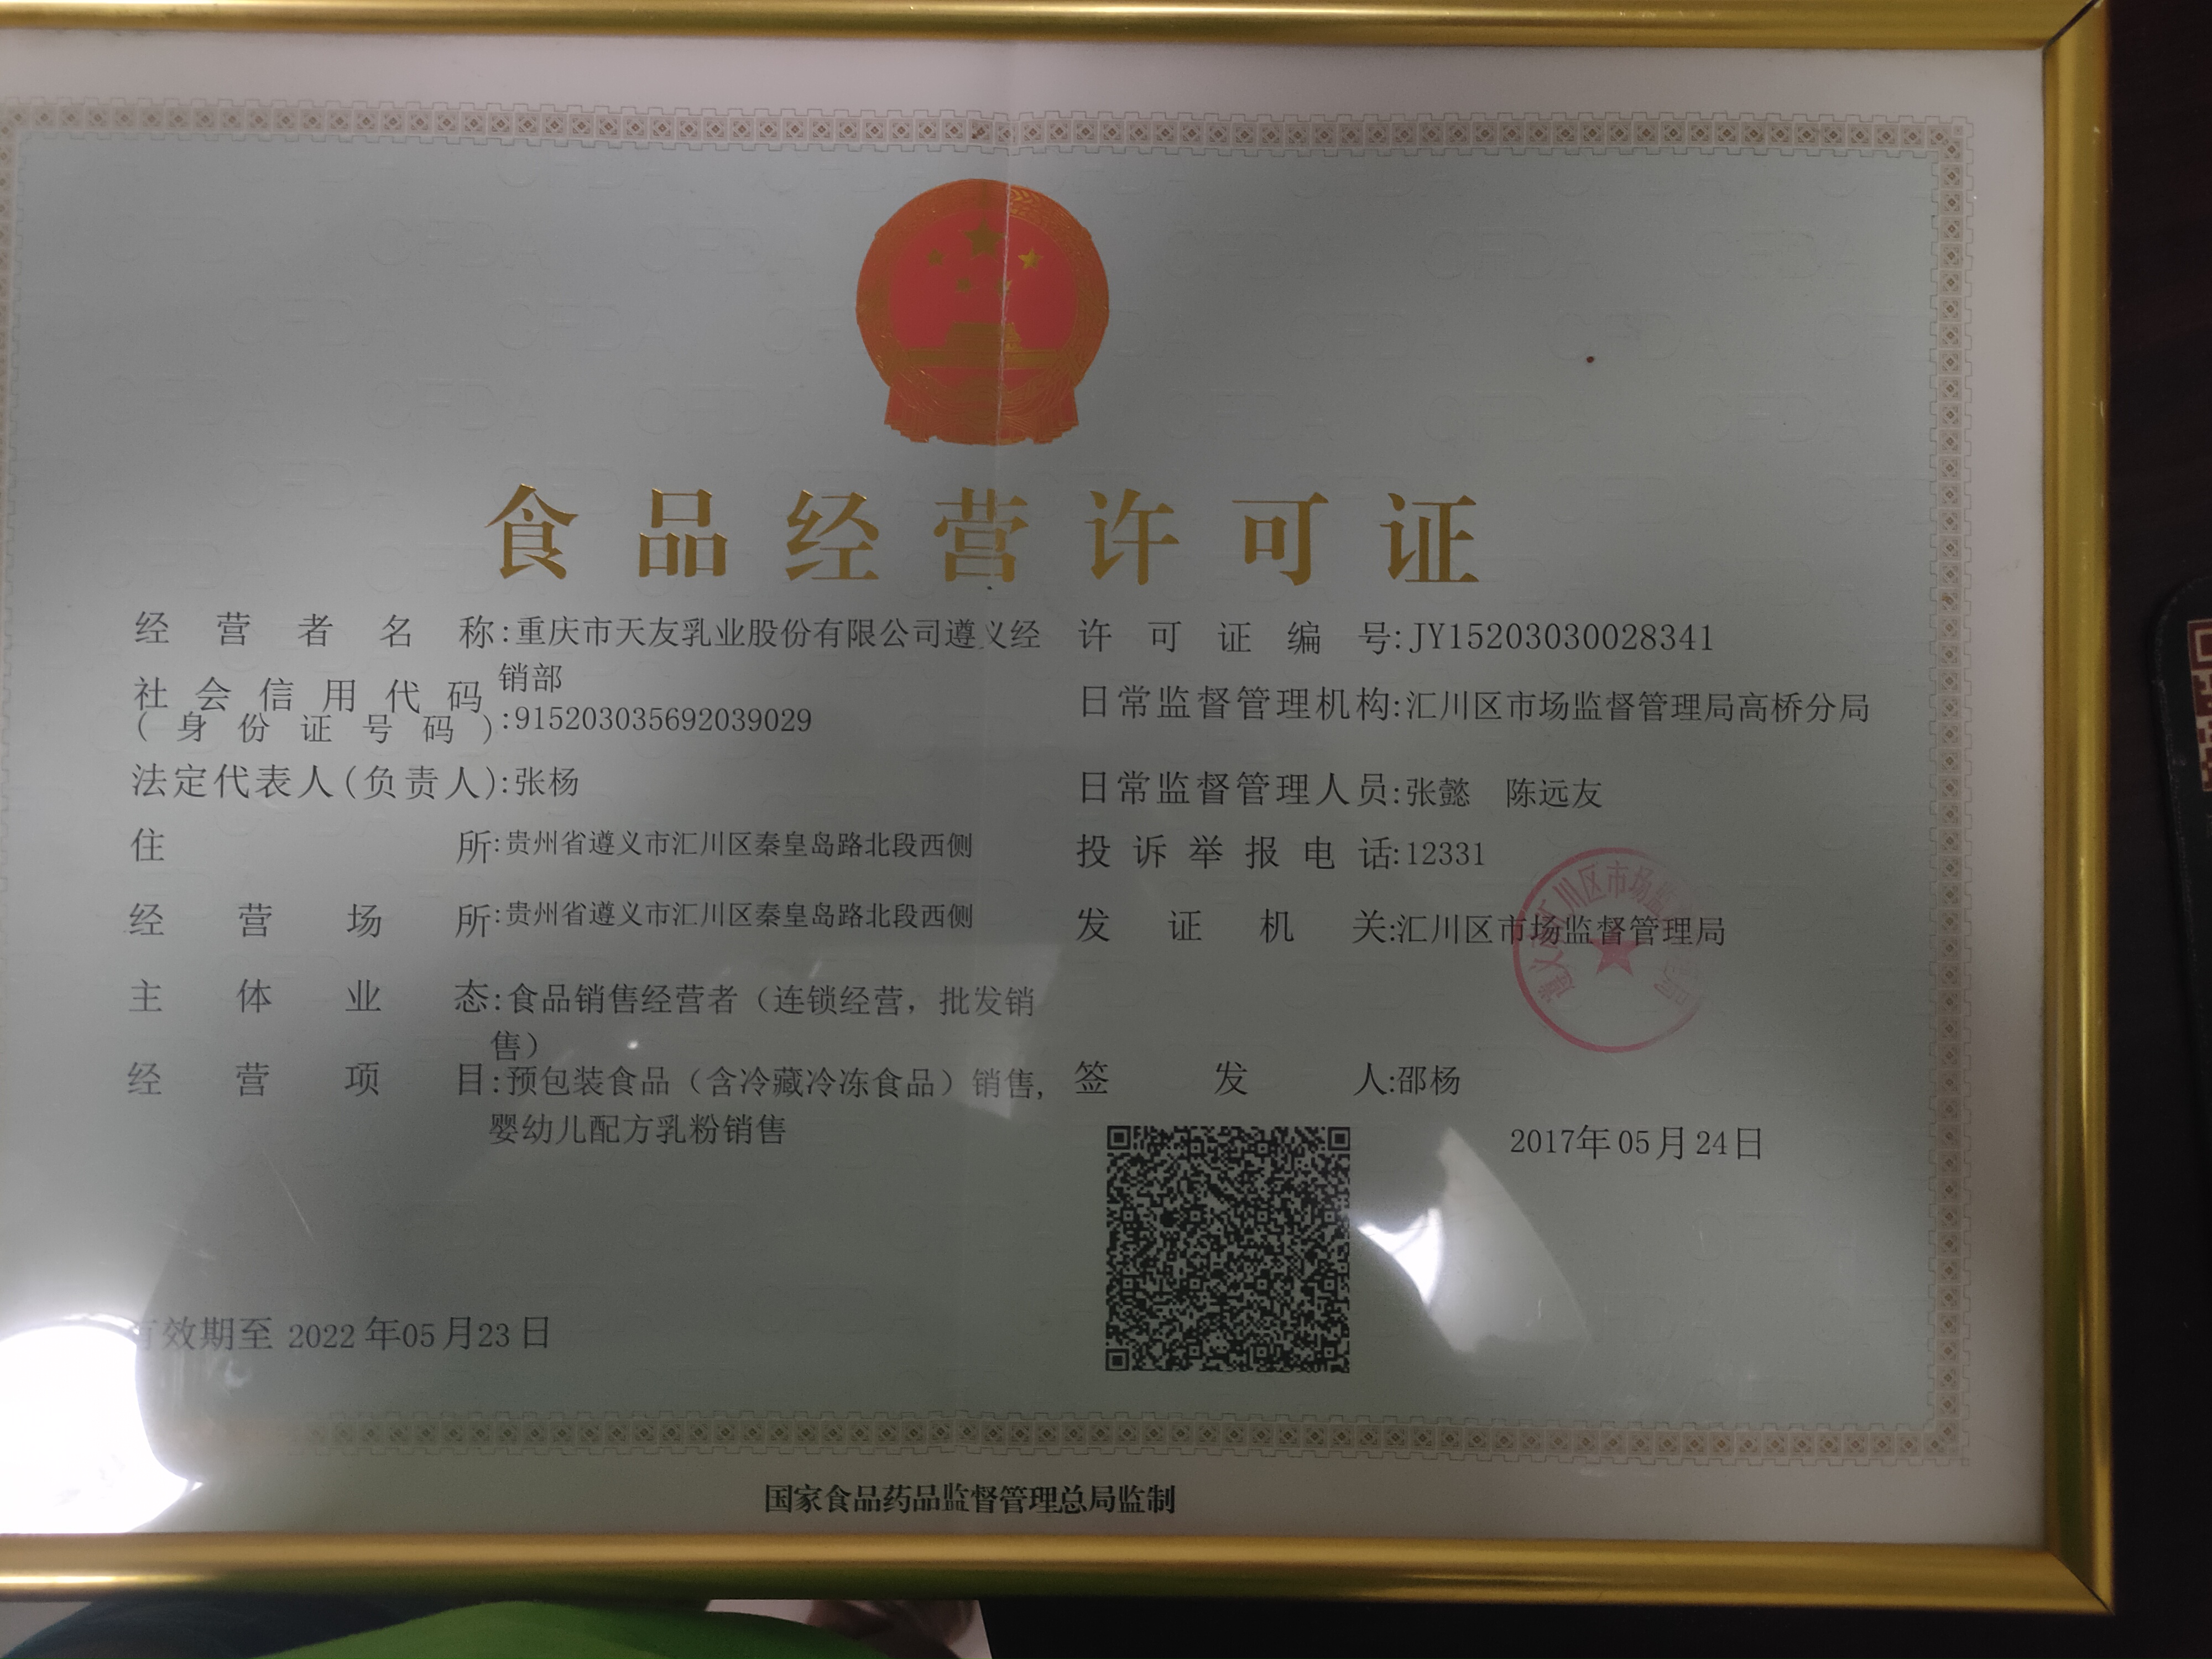 食品经营许可证
经营者名称:重庆市天友乳业股份有限公司遵义经
销部
社会信用代码
(身份证号码):915203035692039029
法定代表人(负责人):张杨
住所:贵州省遵义市汇川区秦皇岛路北段西侧
经营场所:贵州省遵义市汇川区秦皇岛路北段西侧
主体业态:食品销售经营者（连锁经营，批发销
售）
经营项目:预包装食品（含冷藏冷冻食品）销售,
婴幼儿配方乳粉销售
有效期至 2022年05月23日
许可证编号:JY15203030028341
日常监督管理机构:汇川区市场监督管理局高桥分局
日常监督管理人员:张懿 陈远友
投诉举报电话:12331
发证机关:汇川区市场监督管理局
签发人:邵杨
2017年05月24日
国家食品药品监督管理总局监制